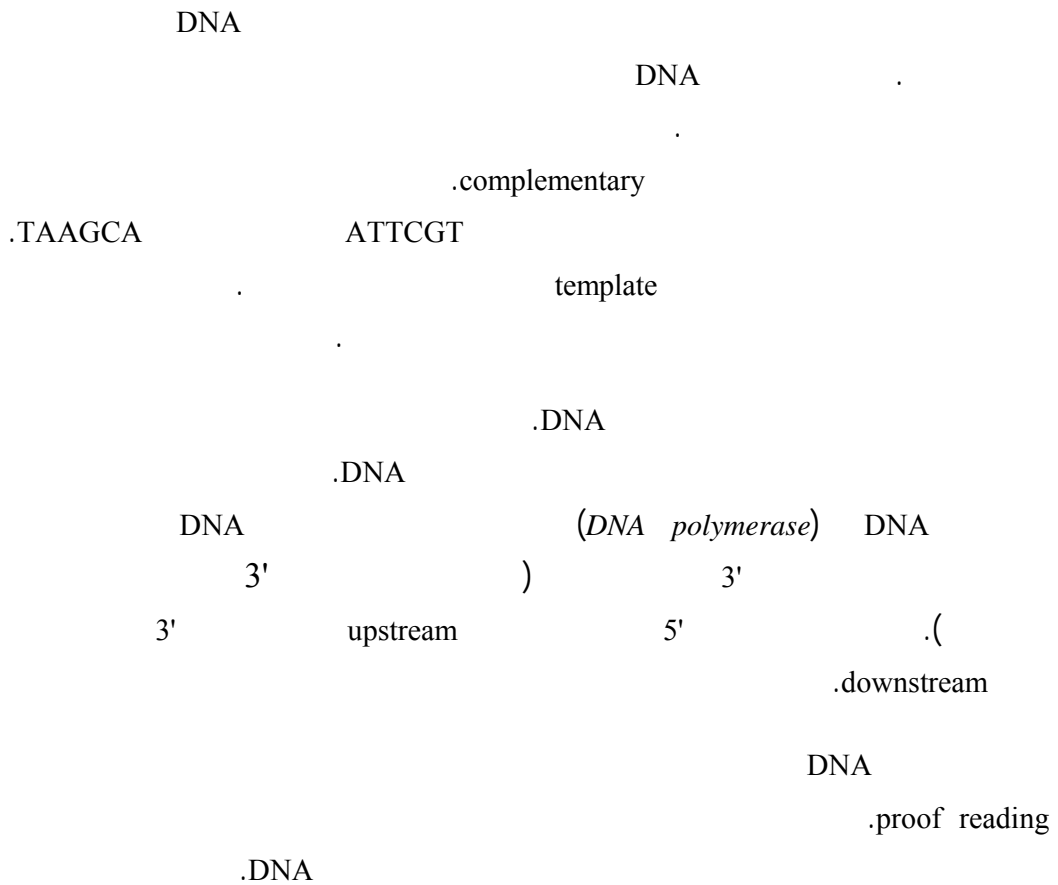 DNA
DNA .
.
.complementary
.TAAGCA ATTCGT
. template
.
.DNA
.DNA
DNA (DNA polymerase) DNA
3' ) 3'
3' upstream 5' .(
.downstream
DNA
.proof reading
.DNA